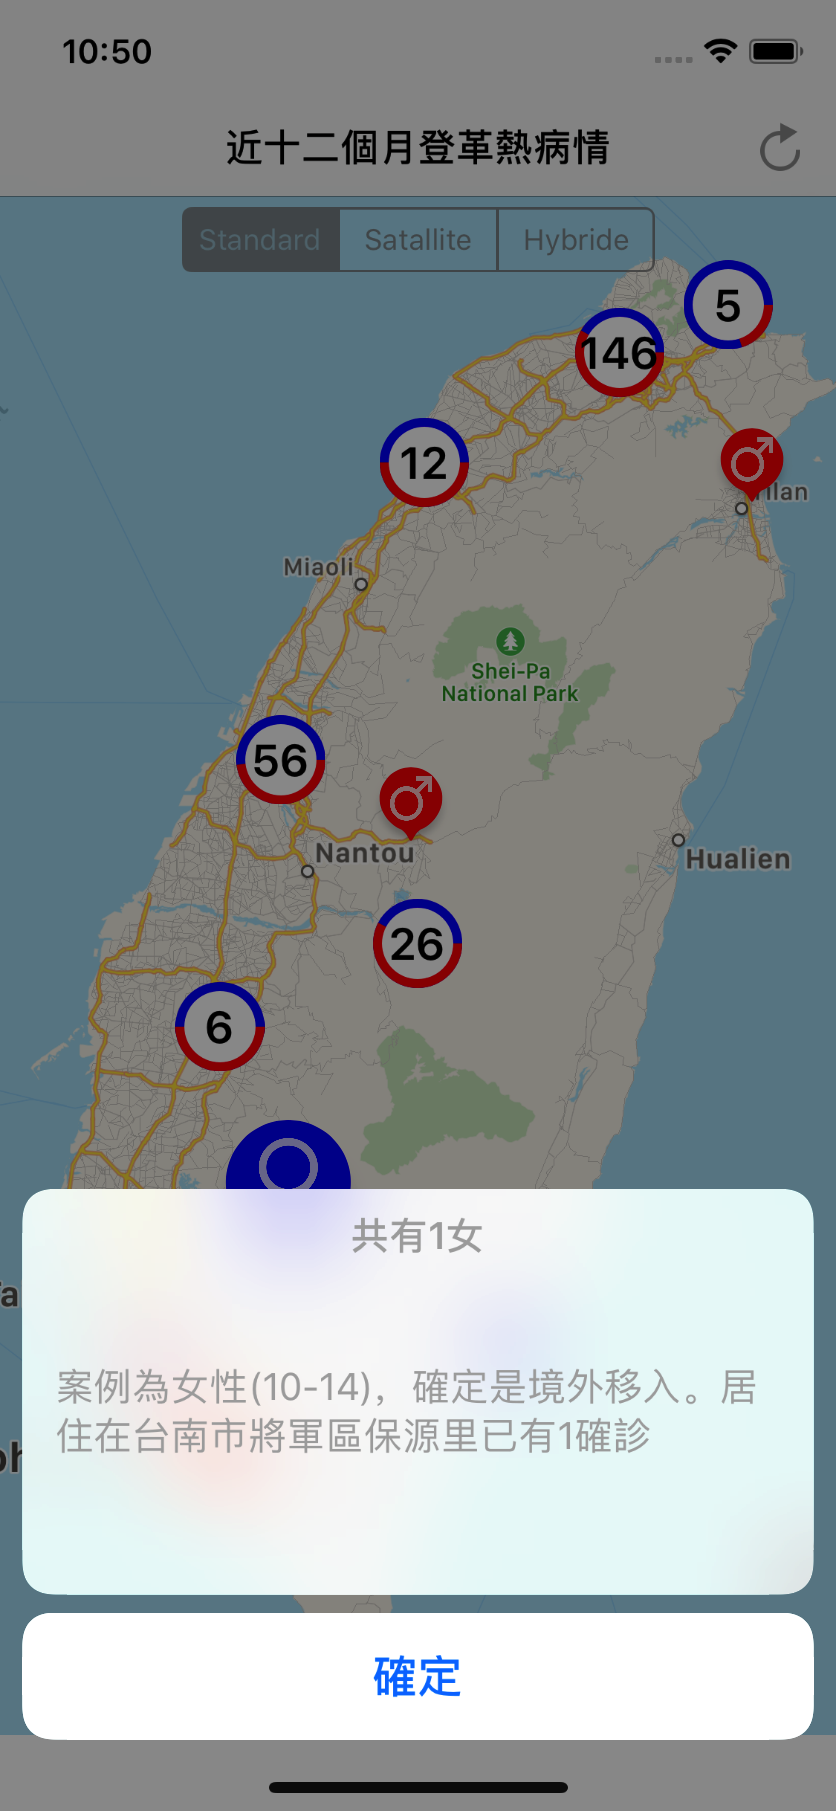 10:50
近十二個月登革熱病情
Standard
Satallite
Hybride
5
146
12
ilan
Miaoli
Shei-Pa
National Park
56
Nantou
Hualien
26
6
共有1女
案例為女性(10-14)，確定是境外移入。居
住在台南市將軍區保源里已有1確診
確定